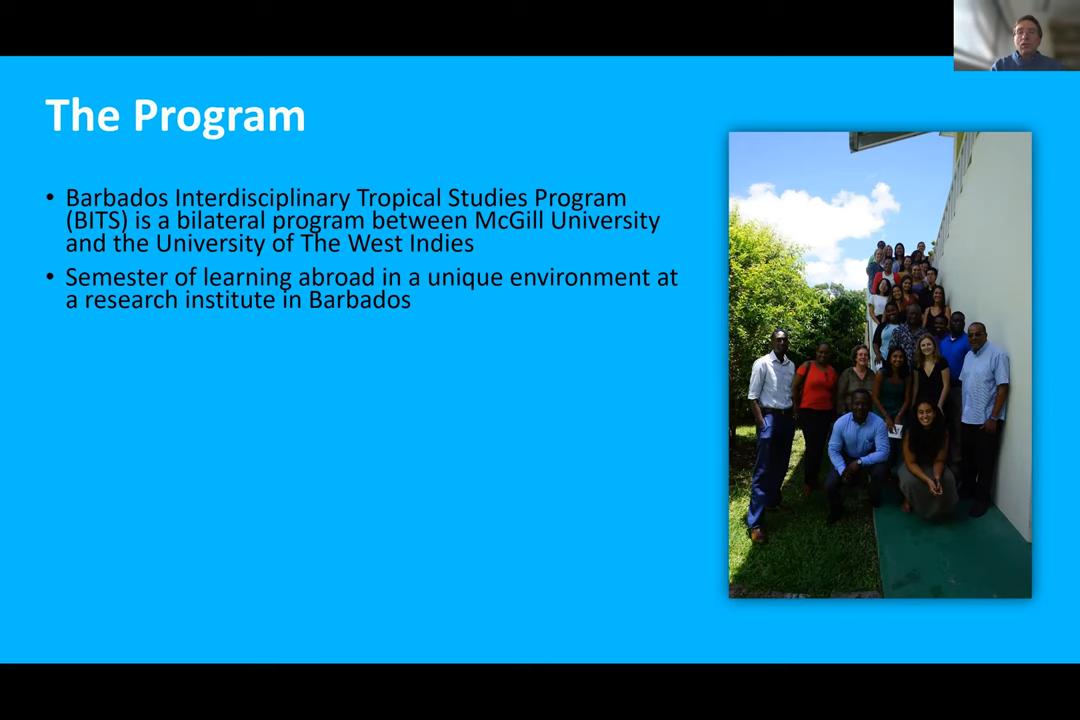 The Program
• Barbados Interdisciplinary Tropical Studies Program
(BITS) is a bilateral program between McGill University
and the University of The West Indies
• Semester of learning abroad in a unique environment at
a research institute in Barbados